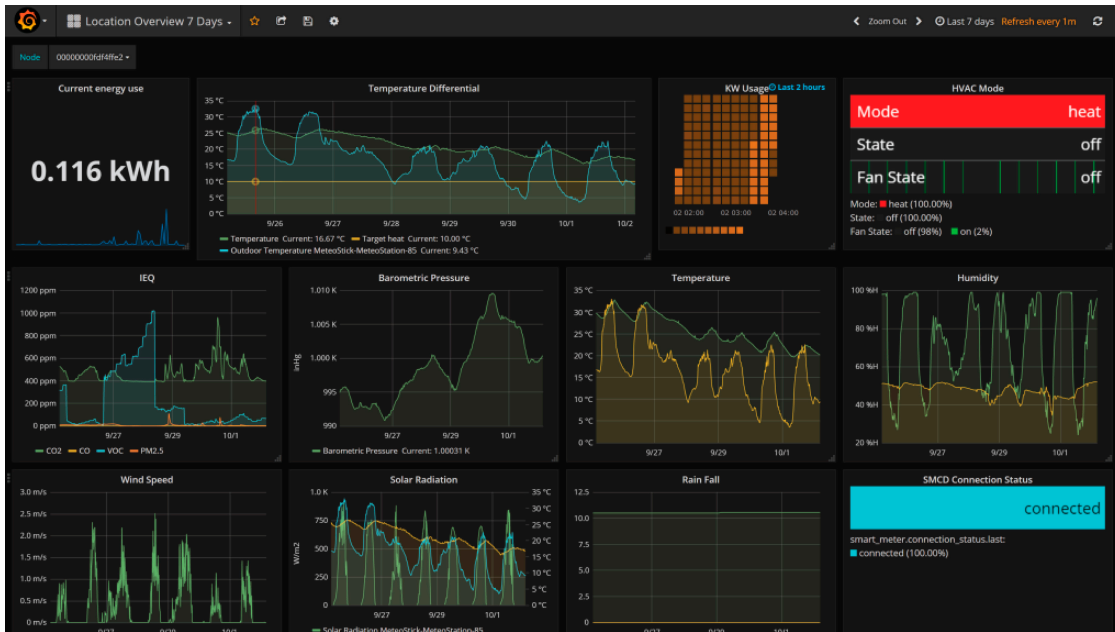 Location Overview 7 Days
Zoom Out
Last 7 days Refresh every 1m
Node 00000000fdf4ffe2
Current energy use
0.116 kWh
Temperature Differential
35 °C
30 °C
25 °C
20 °C
15 °C
10 °C
5 °C
0 °C
9/26 9/27 9/28 9/29 9/30 10/1 10/2
Temperature Current: 16.67 °C Target heat Current: 10.00 °C
Outdoor Temperature MeteoStick-MeteoStation-85 Current: 9.43 °C
KW Usage Last 2 hours
02 02:00 02 03:00 02 04:00
HVAC Mode
Mode heat
State off
Fan State off
Mode: heat (100.00%)
State: off (100.00%)
Fan State: off (98%) on (2%)
IEQ
1200 ppm
1000 ppm
800 ppm
600 ppm
400 ppm
200 ppm
0 ppm
9/27 9/29 10/1
CO2 CO VOC PM2.5
Barometric Pressure
inHg
1.010 K
1.005 K
1.000 K
995
990
9/27 9/29 10/1
Barometric Pressure Current: 1.00031 K
Temperature
35 °C
30 °C
25 °C
20 °C
15 °C
10 °C
5 °C
0 °C
9/27 9/29 10/1
Humidity
100 %H
80 %H
60 %H
40 %H
20 %H
9/27 9/29 10/1
Wind Speed
3.0 m/s
2.5 m/s
2.0 m/s
1.5 m/s
1.0 m/s
0.5 m/s
0 m/s
9/27 9/29 10/1
Solar Radiation
W/m2
1.0 K
750
500
250
0
35 °C
30 °C
25 °C
20 °C
15 °C
10 °C
5 °C
0 °C
9/27 9/29 10/1
Solar Radiation MeteoStick-MeteoStation-85
Rain Fall
12.5
10.0
7.5
5.0
2.5
0
9/27 9/29 10/1
SMCD Connection Status
connected
smart_meter.connection_status.last:
connected (100.00%)